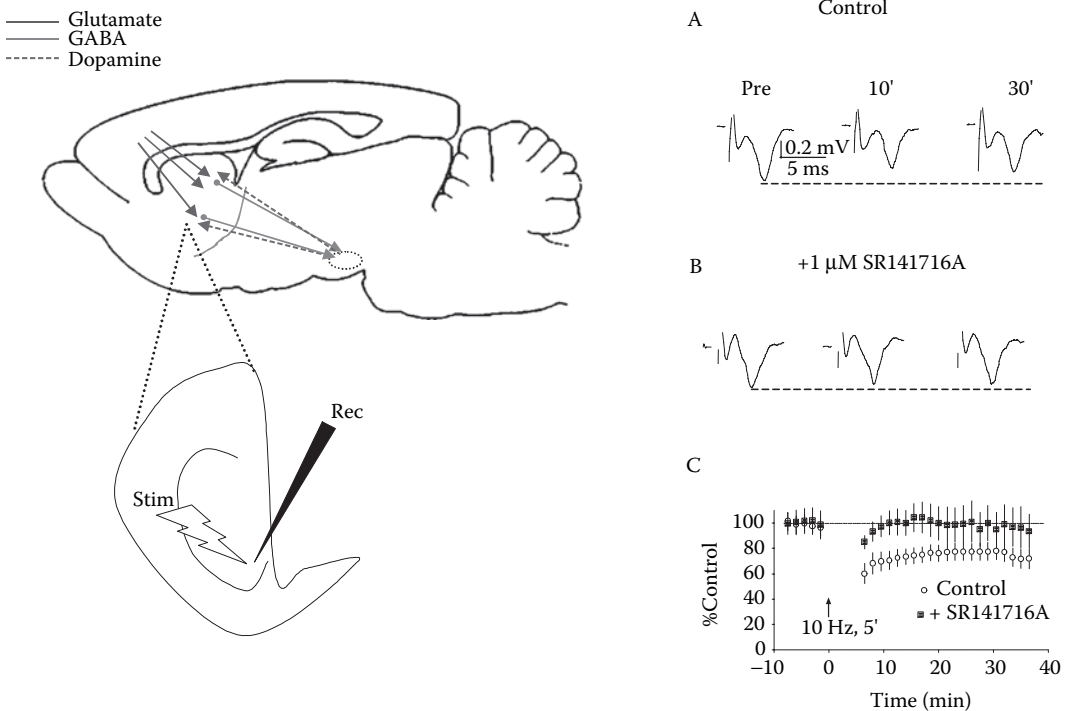 Glutamate
GABA
Dopamine
Rec
Stim
A
Control
Pre
10'
30'
0.2 mV
5 ms
B
+1 µM SR141716A
C
%Control
100
80
60
40
20
0
Control
+ SR141716A
10 Hz, 5'
−10
0
10
20
30
40
Time (min)